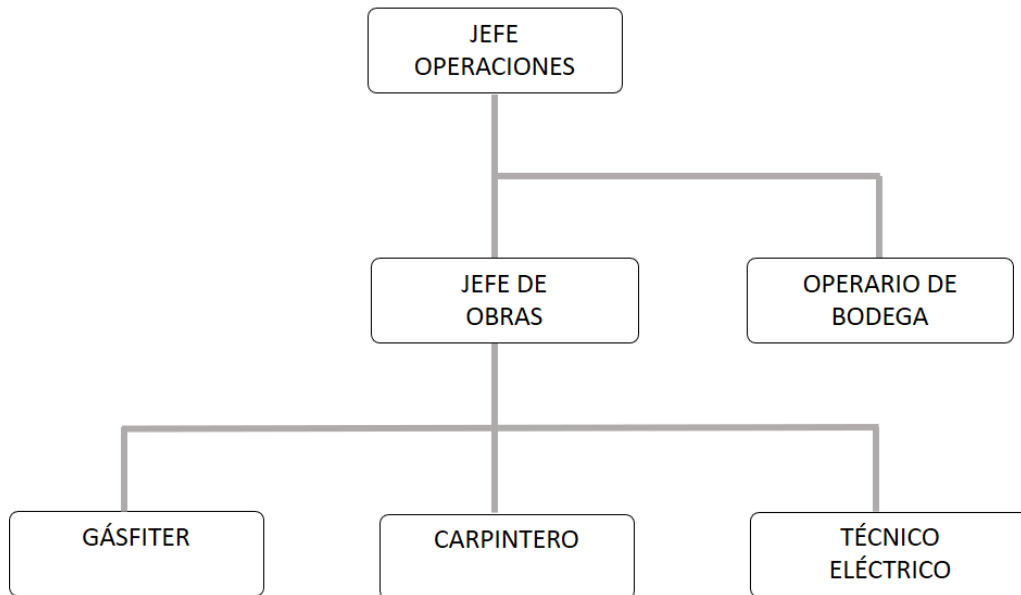 JEFE
OPERACIONES
JEFE DE
OBRAS
OPERARIO DE
BODEGA
GÁSFITER
CARPINTERO
TÉCNICO
ELÉCTRICO